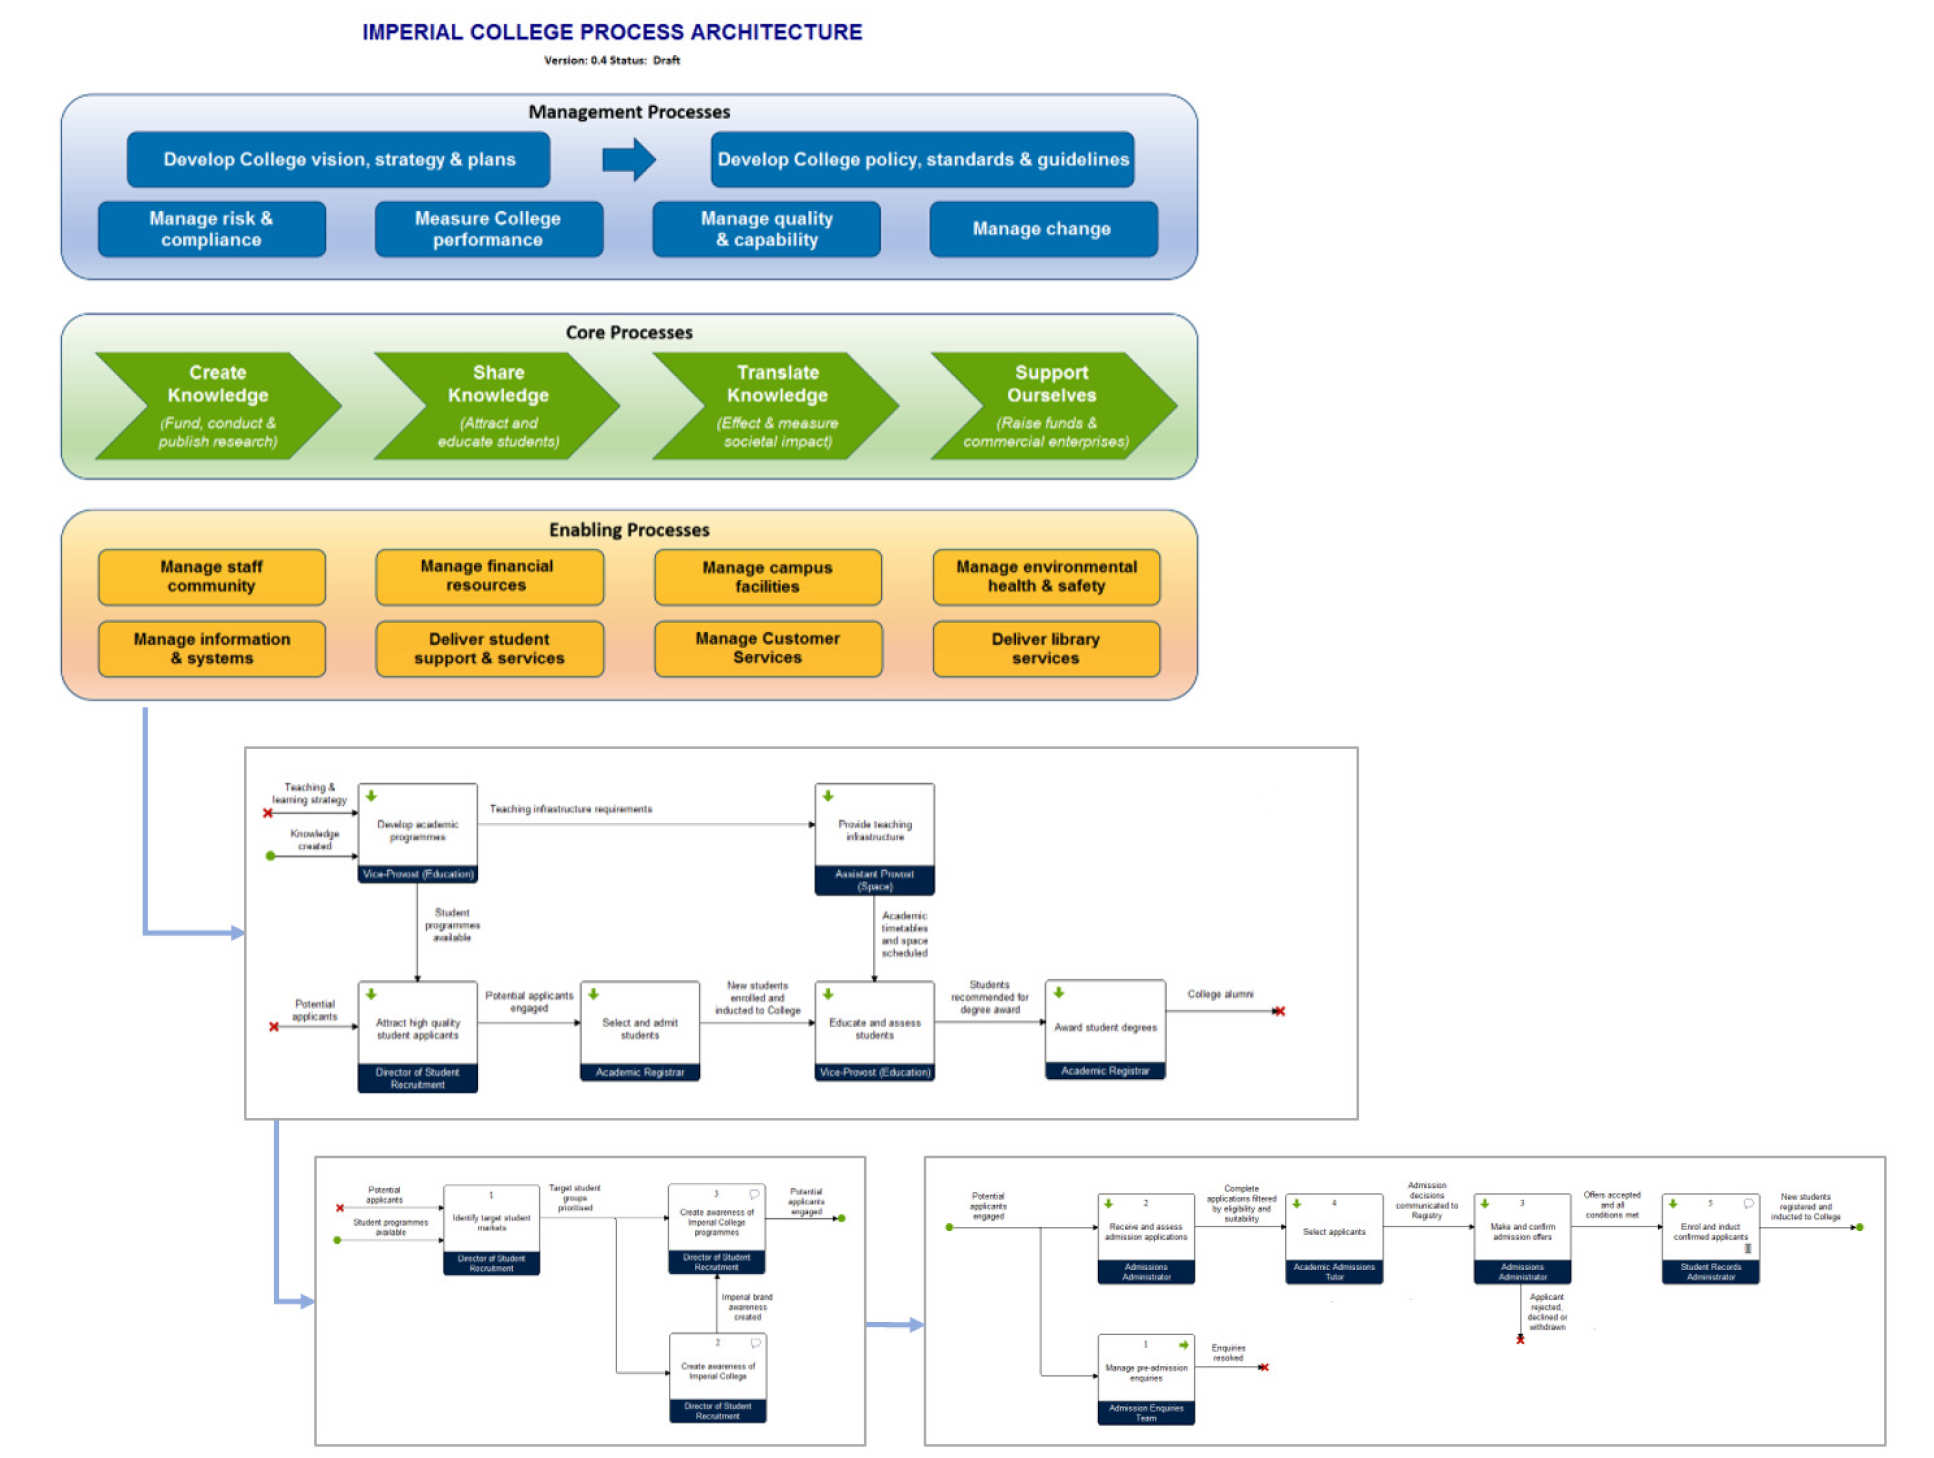 IMPERIAL COLLEGE PROCESS ARCHITECTURE
Version: 0.4 Status: Draft
Management Processes
Develop College vision, strategy & plans
Develop College policy, standards & guidelines
Manage risk &
compliance
Measure College
performance
Manage quality
& capability
Manage change
Core Processes
Create
Knowledge
(Fund, conduct &
publish research)
Share
Knowledge
(Attract and
educate students)
Translate
Knowledge
(Effect & measure
societal impact)
Support
Ourselves
(Raise funds &
commercial enterprises)
Enabling Processes
Manage staff
community
Manage financial
resources
Manage campus
facilities
Manage environmental
health & safety
Manage information
& systems
Deliver student
support & services
Manage Customer
Services
Deliver library
services
Teaching &
learning strategy
Knowledge
created
Develop academic
programmes
Vice-Provost (Education)
Teaching infrastructure requirements
Provide teaching
infrastructure
Assistant Provost
(Space)
Student
programmes
available
Academic
timetables
and space
scheduled
Potential
applicants
Attract high quality
student applicants
Director of Student
Recruitment
Potential applicants
engaged
Select and admit
students
Academic Registrar
New students
enrolled and
inducted to College
Educate and assess
students
Vice-Provost (Education)
Students
recommended for
degree award
Award student degrees
Academic Registrar
College alumni
Potential
applicants
Student programmes
available
1
Identify target student
markets
Director of Student
Recruitment
Target student
groups
prioritised
3
Create awareness of
Imperial College
programmes
Director of Student
Recruitment
Potential
applicants
engaged
Imperial brand
awareness
created
2
Create awareness of
Imperial College
Director of Student
Recruitment
Potential
applicants
engaged
2
Receive and assess
admission applications
Admissions
Administrator
Complete
applications filtered
by eligibility and
suitability
4
Select applicants
Academic Admissions
Tutor
Admission
decisions
communicated to
Registry
3
Make and confirm
admission offers
Admissions
Administrator
Offers accepted
and all
conditions met
5
Enrol and induct
confirmed applicants
Student Records
Administrator
New students
registered and
inducted to College
Applicant
rejected,
declined or
withdrawn
1
Manage pre-admission
enquiries
Admission Enquiries
Team
Enquiries
resolved